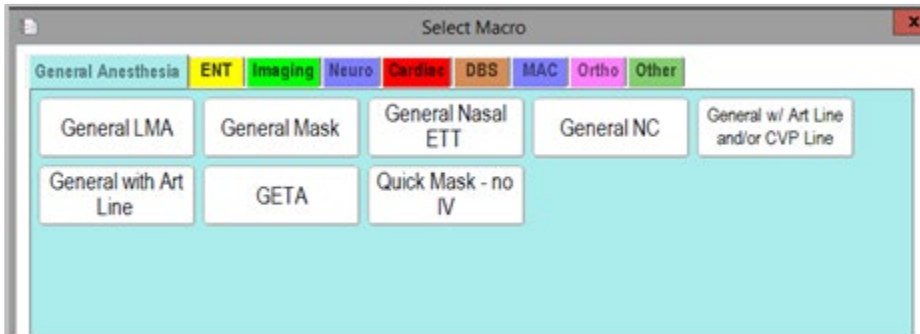 Select Macro
x
General Anesthesia ENT Imaging Neuro Cardiac DBS MAC Ortho Other
General LMA
General Mask
General Nasal
ETT
General NC
General w/ Art Line
and/or CVP Line
General with Art
Line
GETA
Quick Mask - no
IV